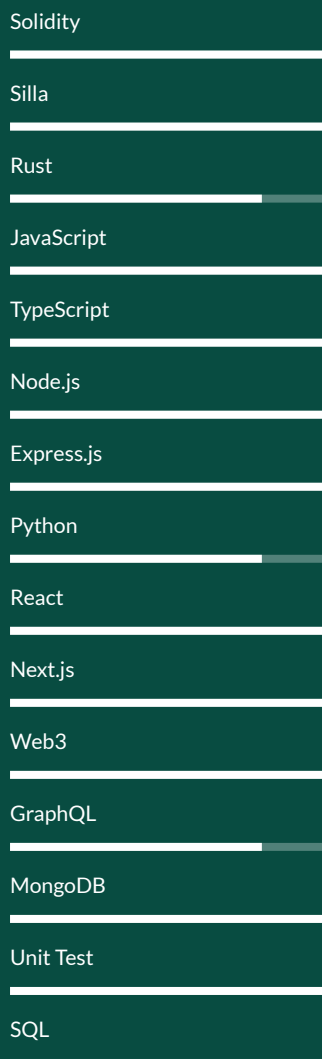 Solidity
Silla
Rust
JavaScript
TypeScript
Node.js
Express.js
Python
React
Next.js
Web3
GraphQL
MongoDB
Unit Test
SQL